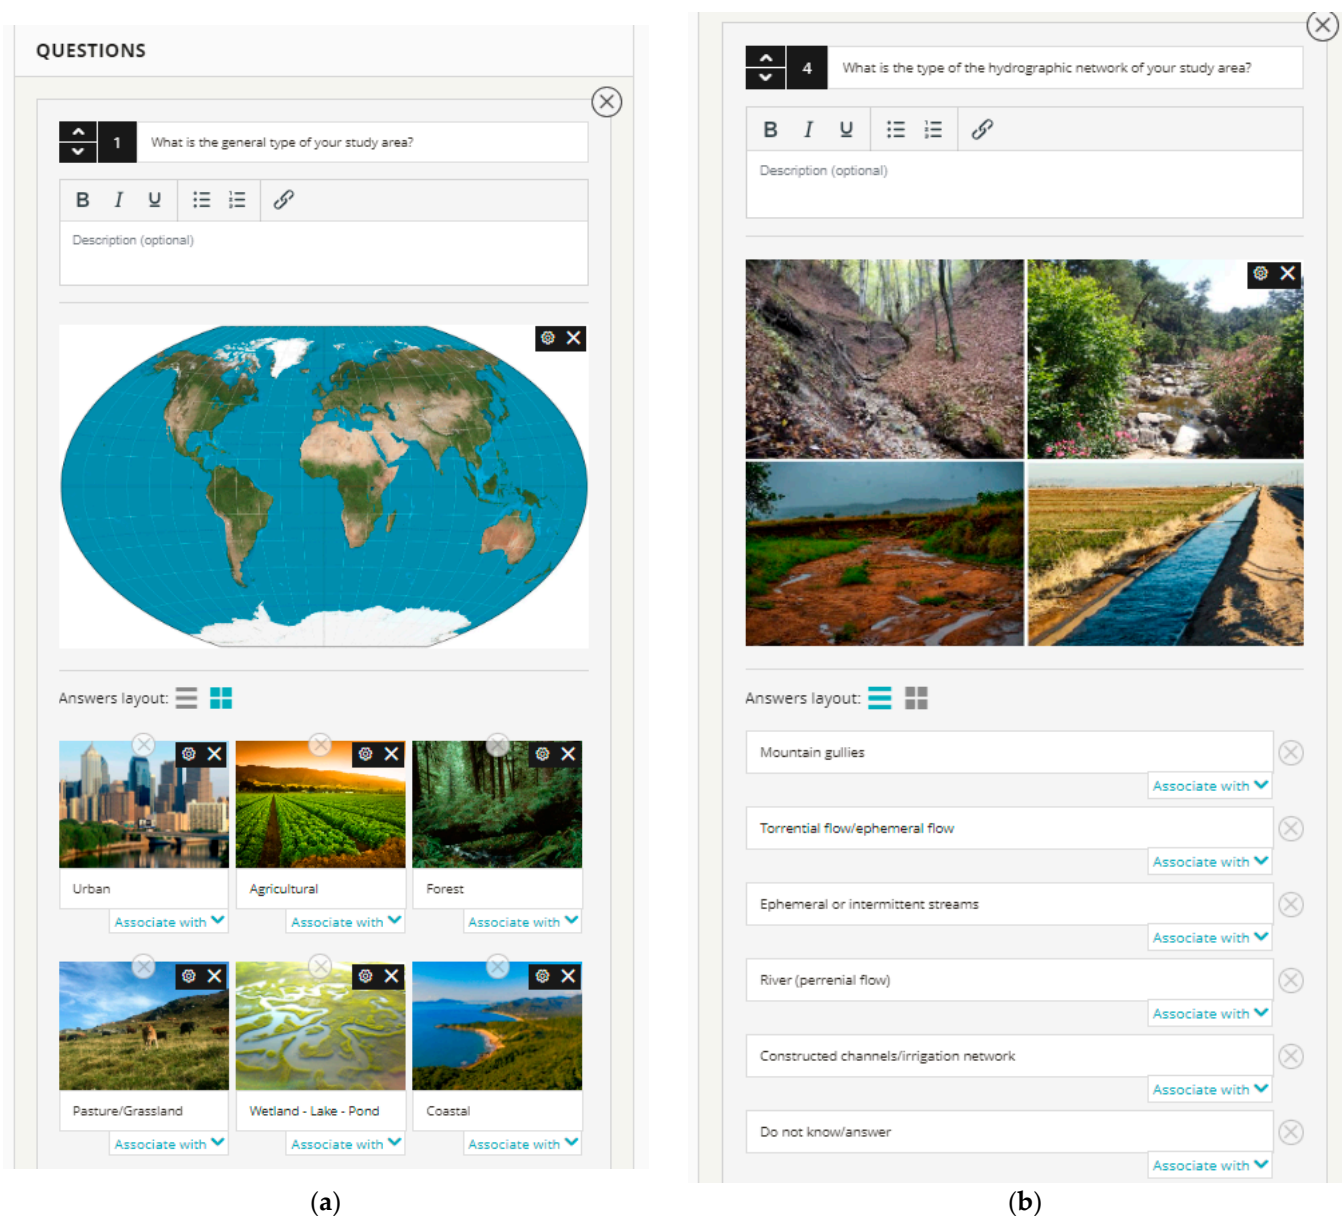 QUESTIONS
1 What is the general type of your study area?
B I U
Description (optional)
Answers layout:
Urban Agricultural Forest
Associate with Associate with Associate with
Pasture/Grassland Wetland - Lake - Pond Coastal
Associate with Associate with Associate with
(a)
4 What is the type of the hydrographic network of your study area?
B I U
Description (optional)
Answers layout:
Mountain gullies
Associate with
Torrential flow/ephemeral flow
Associate with
Ephemeral or intermittent streams
Associate with
River (perrenial flow)
Associate with
Constructed channels/irrigation network
Associate with
Do not know/answer
Associate with
(b)